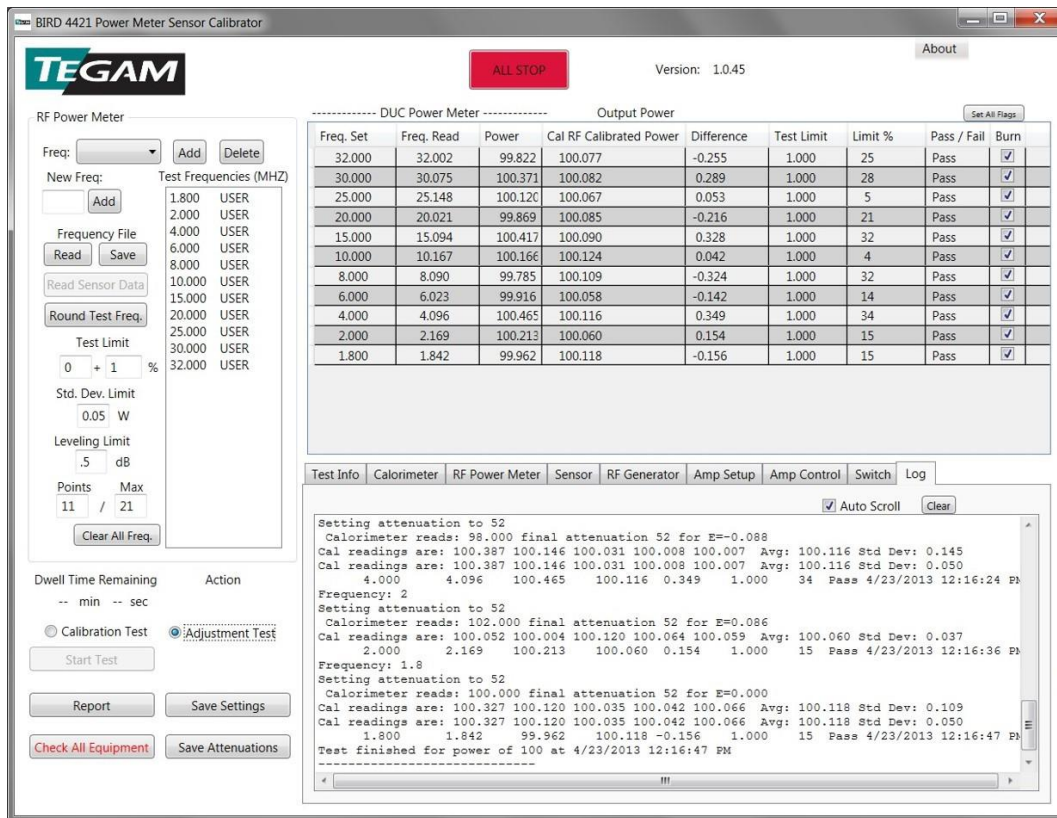 BIRD 4421 Power Meter Sensor Calibrator
TEGAM
ALL STOP
Version: 1.0.45
About
RF Power Meter
Freq:
Add
Delete
New Freq:
Add
Test Frequencies (MHZ)
1.800 USER
2.000 USER
4.000 USER
6.000 USER
8.000 USER
10.000 USER
15.000 USER
20.000 USER
25.000 USER
30.000 USER
32.000 USER
Frequency File
Read
Save
Read Sensor Data
Round Test Freq.
Test Limit
0 + 1 %
Std. Dev. Limit
0.05 W
Leveling Limit
.5 dB
Points Max
11 / 21
Clear All Freq.
Dwell Time Remaining
Action
-- min -- sec
Calibration Test
Adjustment Test
Start Test
Report
Save Settings
Check All Equipment
Save Attenuations
------------- DUC Power Meter -------------
Output Power
Set All Flags
Freq. Set Freq. Read Power Cal RF Calibrated Power Difference Test Limit Limit % Pass / Fail Burn
32.000 32.002 99.822 100.077 -0.255 1.000 25 Pass
30.000 30.075 100.371 100.082 0.289 1.000 28 Pass
25.000 25.148 100.120 100.067 0.053 1.000 5 Pass
20.000 20.021 99.869 100.085 -0.216 1.000 21 Pass
15.000 15.094 100.417 100.090 0.328 1.000 32 Pass
10.000 10.167 100.166 100.124 0.042 1.000 4 Pass
8.000 8.090 99.785 100.109 -0.324 1.000 32 Pass
6.000 6.023 99.916 100.058 -0.142 1.000 14 Pass
4.000 4.096 100.465 100.116 0.349 1.000 34 Pass
2.000 2.169 100.213 100.060 0.154 1.000 15 Pass
1.800 1.842 99.962 100.118 -0.156 1.000 15 Pass
Test Info Calorimeter RF Power Meter Sensor RF Generator Amp Setup Amp Control Switch Log
Auto Scroll
Clear
Setting attenuation to 52
Calorimeter reads: 98.000 final attenuation 52 for E=-0.088
Cal readings are: 100.387 100.146 100.031 100.008 100.007 Avg: 100.116 Std Dev: 0.145
Cal readings are: 100.387 100.146 100.031 100.008 100.007 Avg: 100.116 Std Dev: 0.050
4.000 4.096 100.465 100.116 0.349 1.000 34 Pass 4/23/2013 12:16:24 PM
Frequency: 2
Setting attenuation to 52
Calorimeter reads: 102.000 final attenuation 52 for E=0.086
Cal readings are: 100.052 100.004 100.120 100.064 100.059 Avg: 100.060 Std Dev: 0.037
2.000 2.169 100.213 100.060 0.154 1.000 15 Pass 4/23/2013 12:16:36 PM
Frequency: 1.8
Setting attenuation to 52
Calorimeter reads: 100.000 final attenuation 52 for E=0.000
Cal readings are: 100.327 100.120 100.035 100.042 100.066 Avg: 100.118 Std Dev: 0.109
Cal readings are: 100.327 100.120 100.035 100.042 100.066 Avg: 100.118 Std Dev: 0.050
1.800 1.842 99.962 100.118 -0.156 1.000 15 Pass 4/23/2013 12:16:47 PM
Test finished for power of 100 at 4/23/2013 12:16:47 PM
------------------------------